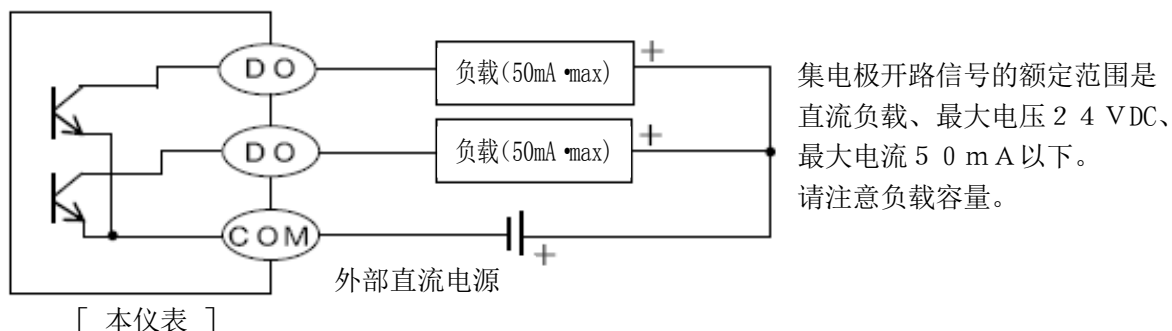 DO
负载(50mA•max)
+
DO
负载(50mA•max)
+
COM
+
外部直流电源
[ 本仪表 ]
集电极开路信号的额定范围是
直流负载、最大电压24VDC、
最大电流50mA以下。
请注意负载容量。